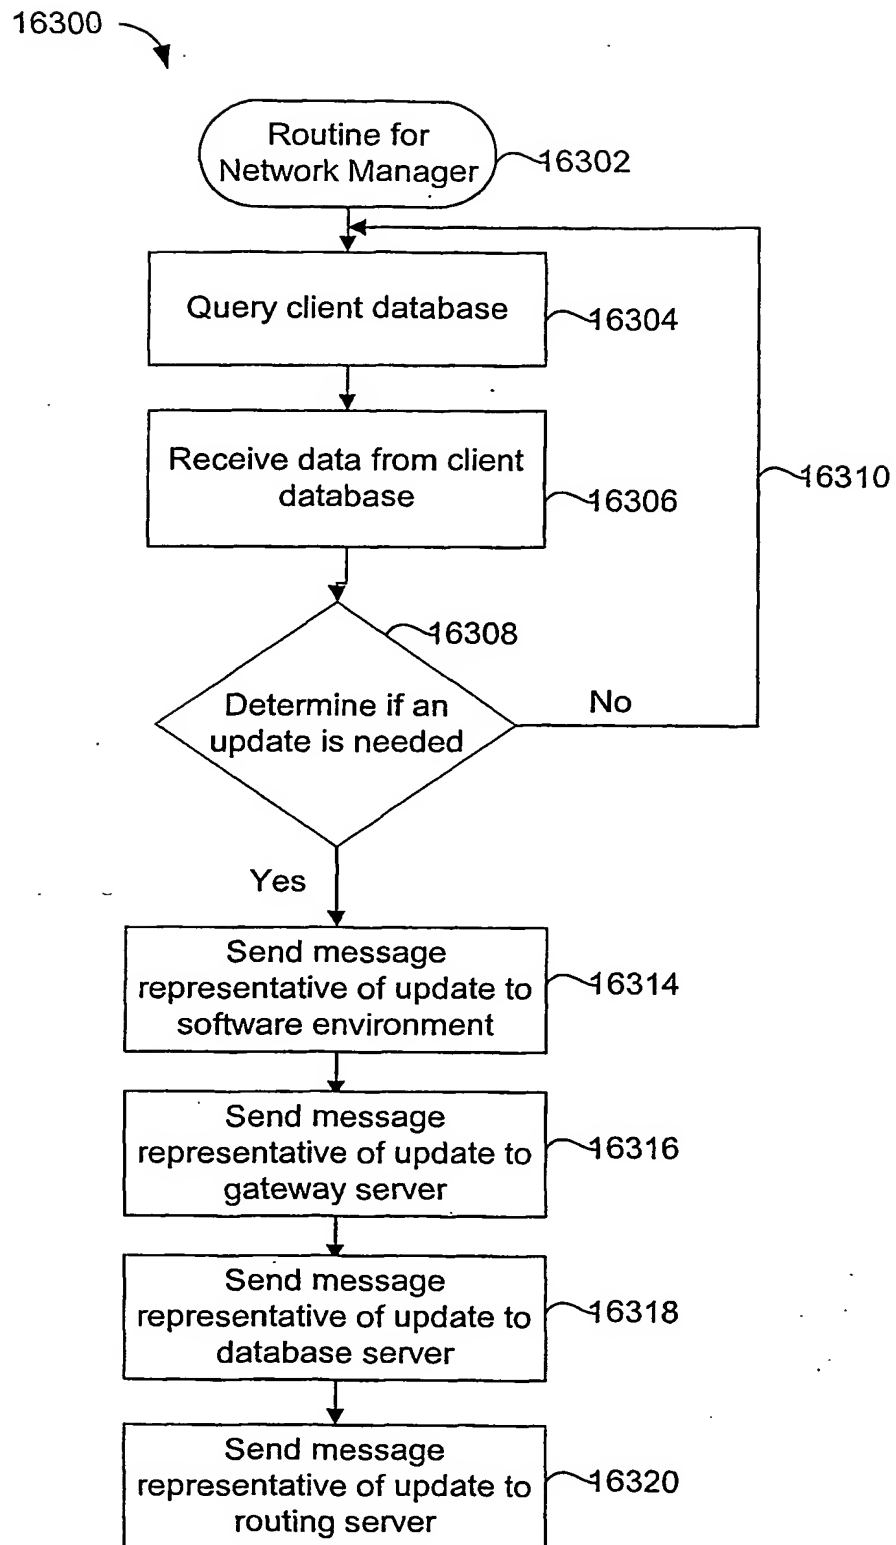 16300
Routine for
Network Manager
16302
Query client database
16304
Receive data from client
database
16306
16310
16308
Determine if an
update is needed
No
Yes
Send message
representative of update to
software environment
16314
Send message
representative of update to
gateway server
16316
Send message
representative of update to
database server
16318
Send message
representative of update to
routing server
16320